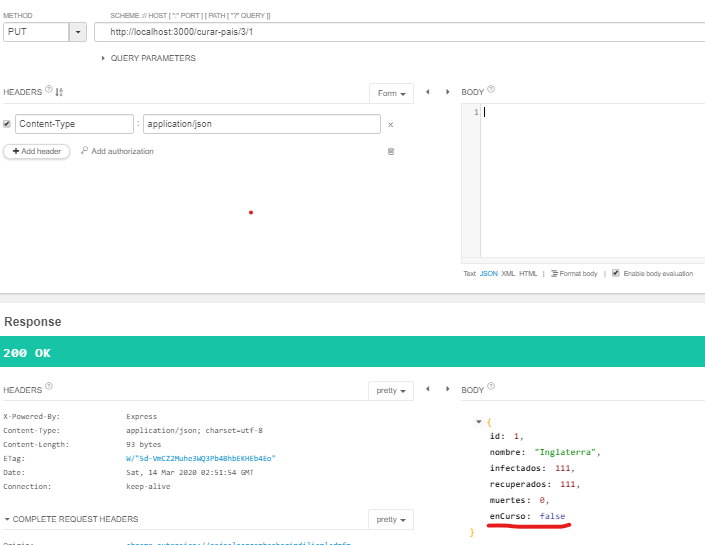 METHOD
SCHEME :// HOST [ ":" PORT ] [ PATH [ "?" QUERY ]]
PUT
http://localhost:3000/curar-pais/3/1
QUERY PARAMETERS
HEADERS
Form
BODY
Content-Type : application/json
1
+ Add header
Add authorization
Text JSON XML HTML | Format body | Enable body evaluation
Response
200 OK
HEADERS
pretty
BODY
X-Powered-By: Express
Content-Type: application/json; charset=utf-8
Content-Length: 93 bytes
ETag: W/"5d-VmCZ2Muhe3WQ3Pb4BhbEKHEb4Eo"
Date: Sat, 14 Mar 2020 02:51:54 GMT
Connection: keep-alive
{
id: 1,
nombre: "Inglaterra",
infectados: 111,
recuperados: 111,
muertes: 0,
enCurso: false
}
COMPLETE REQUEST HEADERS
pretty